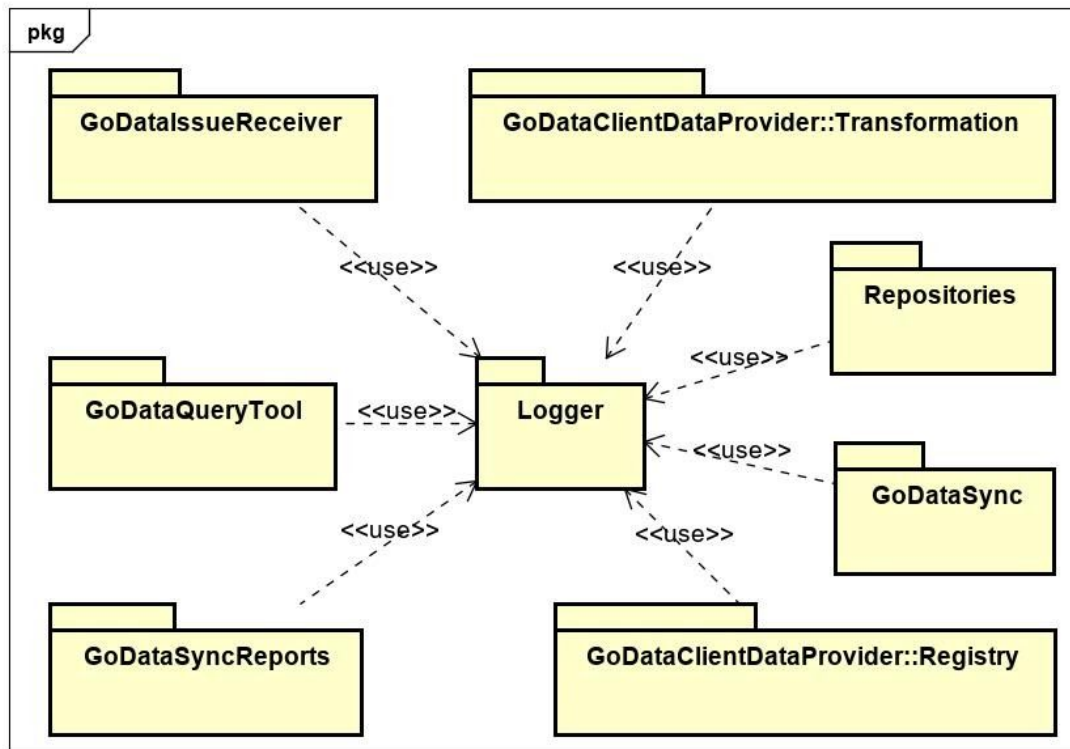 pkg
GoDataIssueReceiver
GoDataClientDataProvider::Transformation
<<use>>
<<use>>
Repositories
<<use>>
GoDataQueryTool
<<use>>
Logger
<<use>>
GoDataSync
<<use>>
<<use>>
GoDataSyncReports
GoDataClientDataProvider::Registry